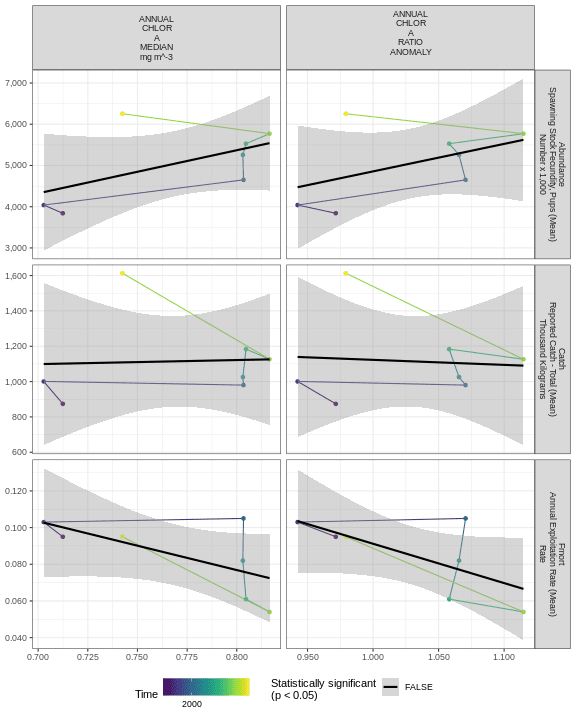 ANNUAL
CHLOR
A
MEDIAN
mg m^-3
ANNUAL
CHLOR
A
RATIO
ANOMALY
7,000
6,000
5,000
4,000
3,000
Abundance
Spawning Stock Fecundity, Pups (Mean)
Number x 1,000
1,600
1,400
1,200
1,000
800
600
Catch
Reported Catch - Total (Mean)
Thousand Kilograms
0.120
0.100
0.080
0.060
0.040
Fmort
Annual Exploitation Rate (Mean)
Rate
0.700 0.725 0.750 0.775 0.800
0.950 1.000 1.050 1.100
Time
2000
Statistically significant
(p < 0.05)
FALSE